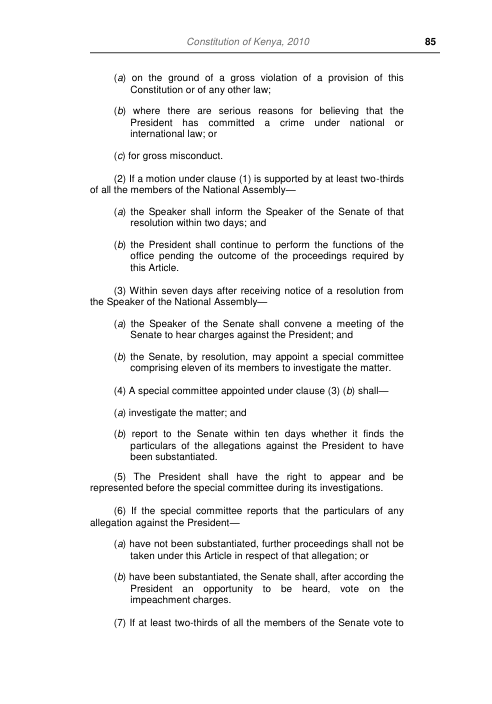 Constitution of Kenya, 2010 85
(a) on the ground of a gross violation of a provision of this
Constitution or of any other law;
(b) where there are serious reasons for believing that the
President has committed a crime under national or
international law; or
(c) for gross misconduct.
(2) If a motion under clause (1) is supported by at least two-thirds
of all the members of the National Assembly—
(a) the Speaker shall inform the Speaker of the Senate of that
resolution within two days; and
(b) the President shall continue to perform the functions of the
office pending the outcome of the proceedings required by
this Article.
(3) Within seven days after receiving notice of a resolution from
the Speaker of the National Assembly—
(a) the Speaker of the Senate shall convene a meeting of the
Senate to hear charges against the President; and
(b) the Senate, by resolution, may appoint a special committee
comprising eleven of its members to investigate the matter.
(4) A special committee appointed under clause (3) (b) shall—
(a) investigate the matter; and
(b) report to the Senate within ten days whether it finds the
particulars of the allegations against the President to have
been substantiated.
(5) The President shall have the right to appear and be
represented before the special committee during its investigations.
(6) If the special committee reports that the particulars of any
allegation against the President—
(a) have not been substantiated, further proceedings shall not be
taken under this Article in respect of that allegation; or
(b) have been substantiated, the Senate shall, after according the
President an opportunity to be heard, vote on the
impeachment charges.
(7) If at least two-thirds of all the members of the Senate vote to